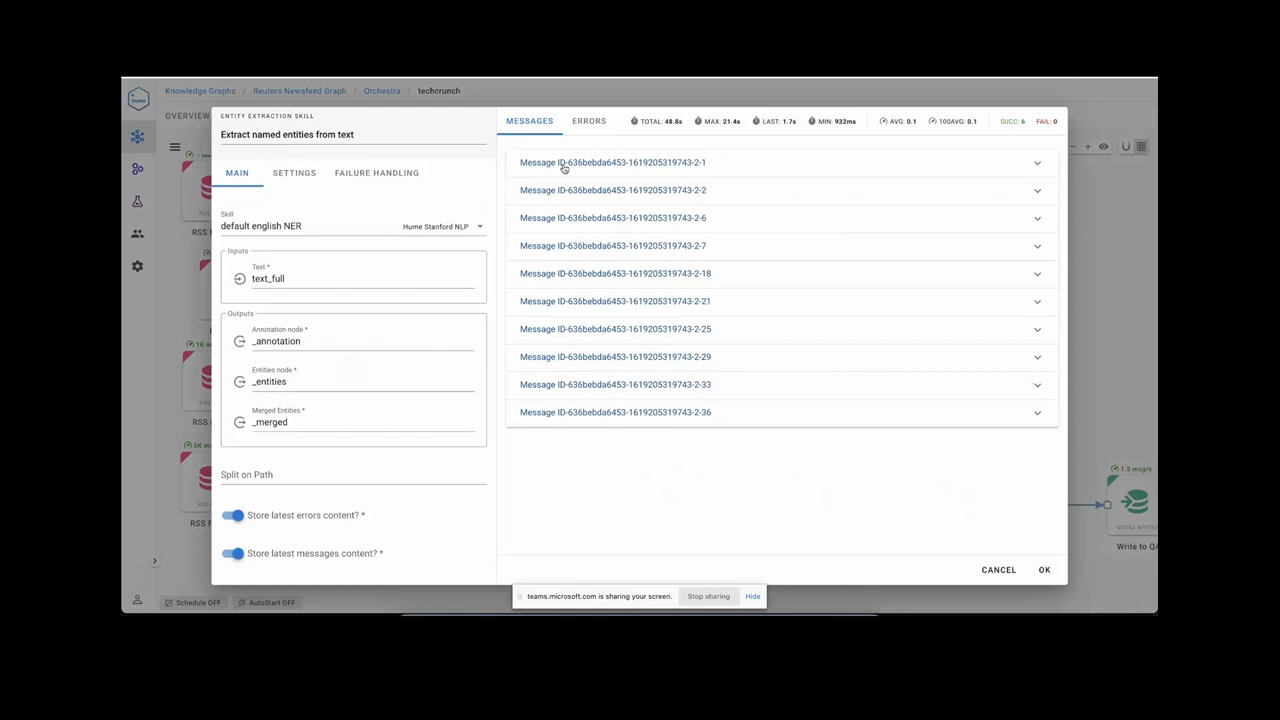 Knowledge Graphs / Reuters Newsfeed Graph / Orchestra / techcrunch
OVERVIEW
ENTITY EXTRACTION SKILL
Extract named entities from text
MAIN
SETTINGS
FAILURE HANDLING
Skill
default english NER
Hume Stanford NLP
Inputs
Text *
text_full
Outputs
Annotation node *
_annotation
Entities node *
_entities
Merged Entities *
_merged
Split on Path
Store latest errors content? *
Store latest messages content? *
MESSAGES
ERRORS
TOTAL: 48.8s
MAX: 21.4s
LAST: 1.7s
MIN: 932ms
AVG: 0.1
100AVG: 0.1
SUCC: 6
FAIL: 0
Message ID-636bebda6453-1619205319743-2-1
Message ID-636bebda6453-1619205319743-2-2
Message ID-636bebda6453-1619205319743-2-6
Message ID-636bebda6453-1619205319743-2-7
Message ID-636bebda6453-1619205319743-2-18
Message ID-636bebda6453-1619205319743-2-21
Message ID-636bebda6453-1619205319743-2-25
Message ID-636bebda6453-1619205319743-2-29
Message ID-636bebda6453-1619205319743-2-33
Message ID-636bebda6453-1619205319743-2-36
CANCEL
OK
RSS
RSS
RSS
1.3 msg/s
NEO4J WRITER
Write to
Schedule OFF
AutoStart OFF
teams.microsoft.com is sharing your screen.
Stop sharing
Hide